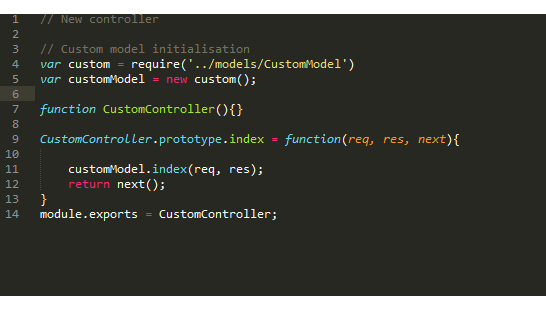 1 // New controller
2
3 // Custom model initialisation
4 var custom = require('../models/CustomModel')
5 var customModel = new custom();
6
7 function CustomController(){}
8
9 CustomController.prototype.index = function(req, res, next){
10
11 customModel.index(req, res);
12 return next();
13 }
14 module.exports = CustomController;